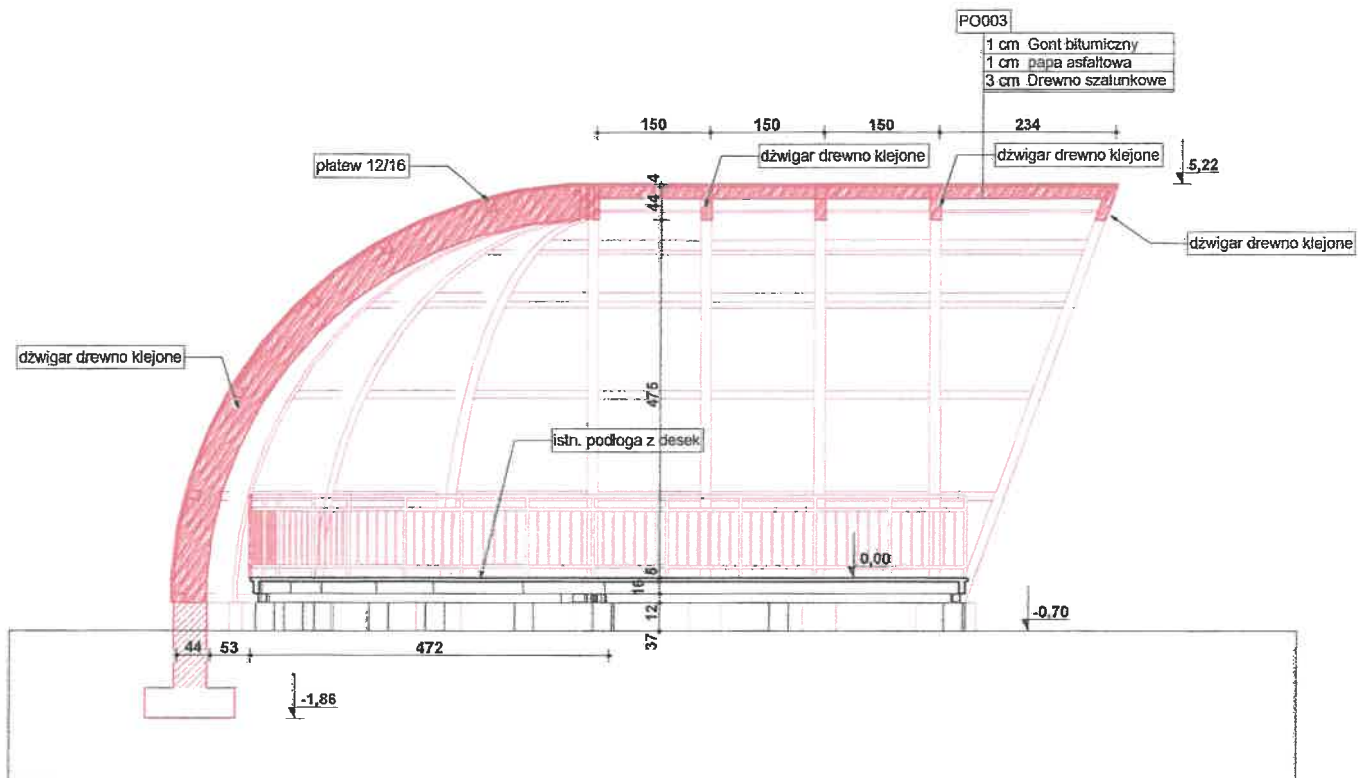 PO003
1 cm Gont bitumiczny
1 cm papa asfaltowa
3 cm Drewno szalunkowe
150 150 150 234
dźwigar drewno klejone
dźwigar drewno klejone
5,22
płatew 12/16
4
44
dźwigar drewno klejone
dźwigar drewno klejone
475
istn. podłoga z desek
0,00
5
16
12
-0,70
37
44 53 472
-1,86